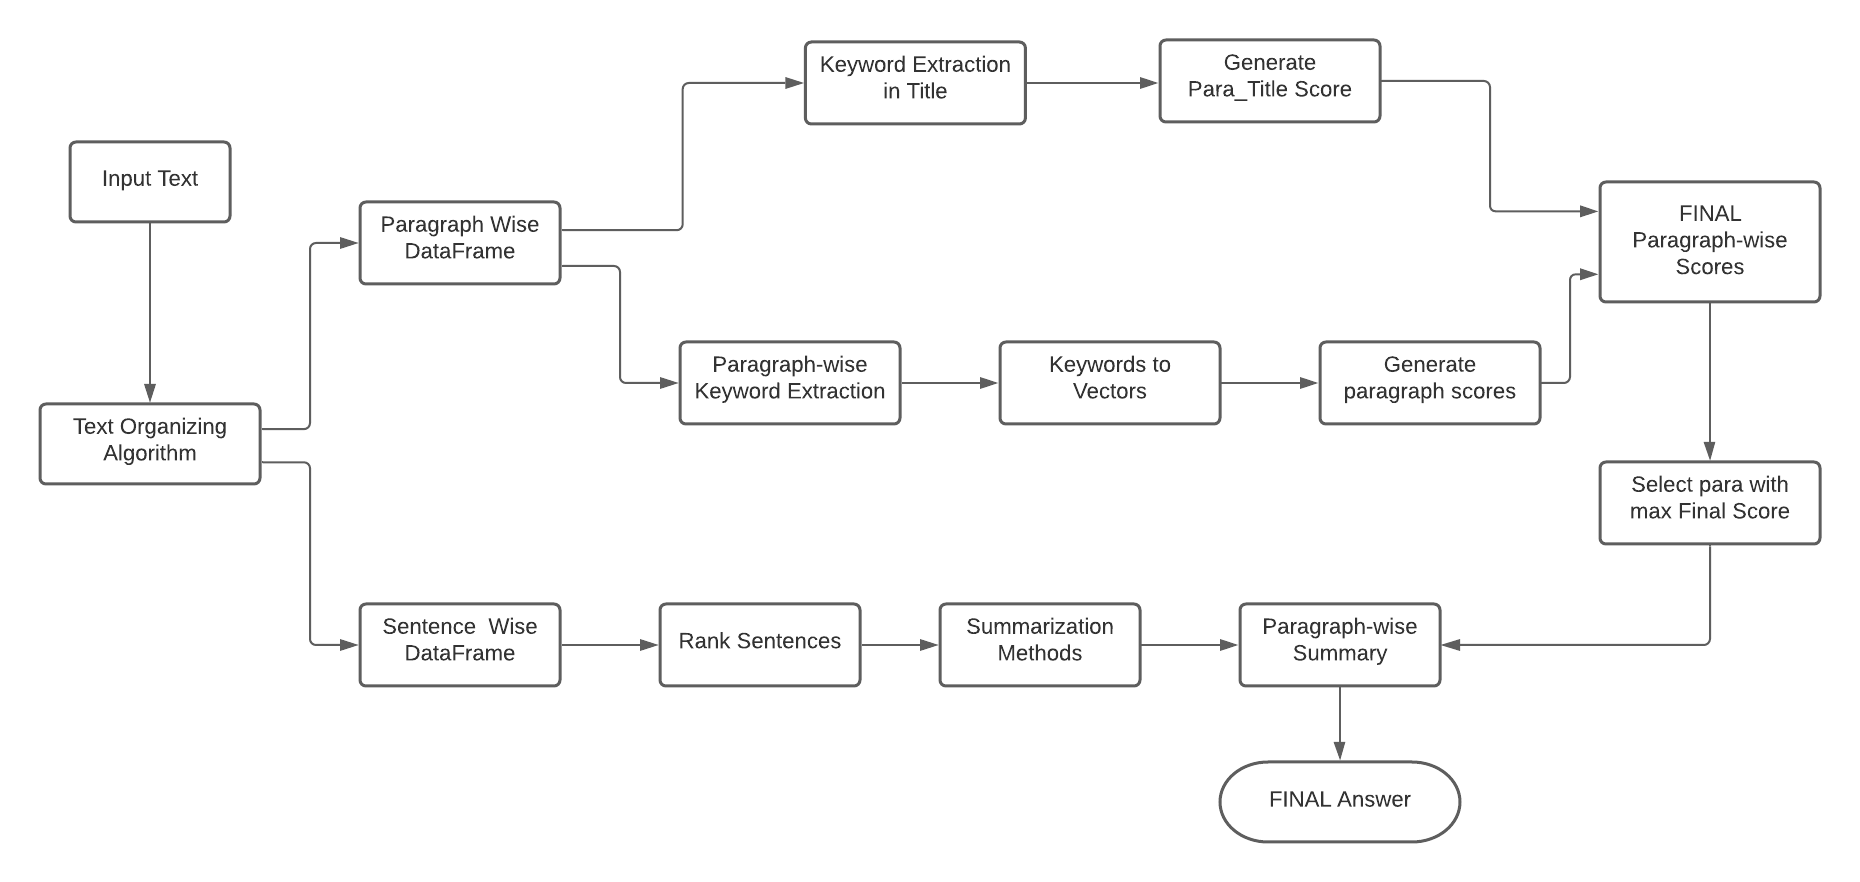 Input Text
Text Organizing
Algorithm
Paragraph Wise
DataFrame
Keyword Extraction
in Title
Generate
Para_Title Score
Paragraph-wise
Keyword Extraction
Keywords to
Vectors
Generate
paragraph scores
FINAL
Paragraph-wise
Scores
Select para with
max Final Score
Sentence  Wise
DataFrame
Rank Sentences
Summarization
Methods
Paragraph-wise
Summary
FINAL Answer